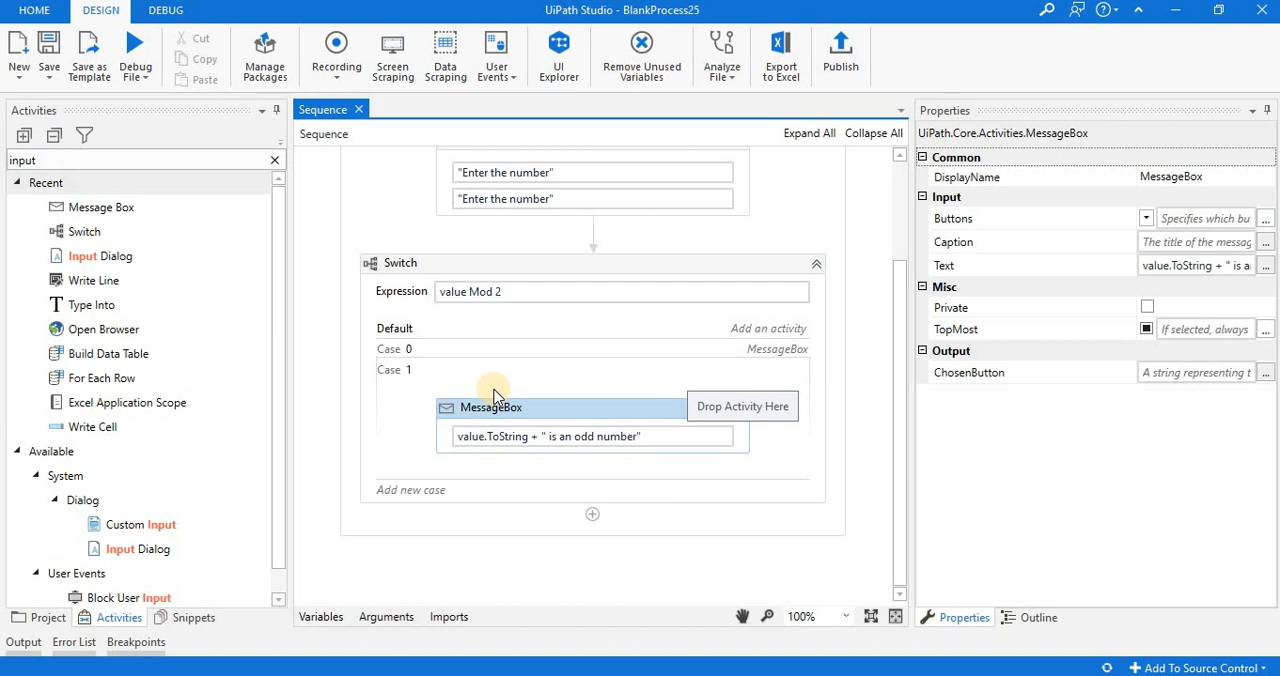 HOME DESIGN DEBUG UiPath Studio - BlankProcess25
New Save Save as Template Debug File Cut Copy Paste Manage Packages Recording Screen Scraping Data Scraping User Events UI Explorer Remove Unused Variables Analyze File Export to Excel Publish
Activities
input
Recent
Message Box
Switch
Input Dialog
Write Line
Type Into
Open Browser
Build Data Table
For Each Row
Excel Application Scope
Write Cell
Available
System
Dialog
Custom Input
Input Dialog
User Events
Block User Input
Project Activities Snippets
Sequence
Sequence Expand All Collapse All
"Enter the number"
"Enter the number"
Switch
Expression value Mod 2
Default Add an activity
Case 0 MessageBox
Case 1
MessageBox Drop Activity Here
value.ToString + " is an odd number"
Add new case
Variables Arguments Imports 100%
Properties
UiPath.Core.Activities.MessageBox
Common
DisplayName MessageBox
Input
Buttons Specifies which bu ...
Caption The title of the messag ...
Text value.ToString + " is a ...
Misc
Private
TopMost If selected, always ...
Output
ChosenButton A string representing t ...
Properties Outline
Output Error List Breakpoints
Add To Source Control